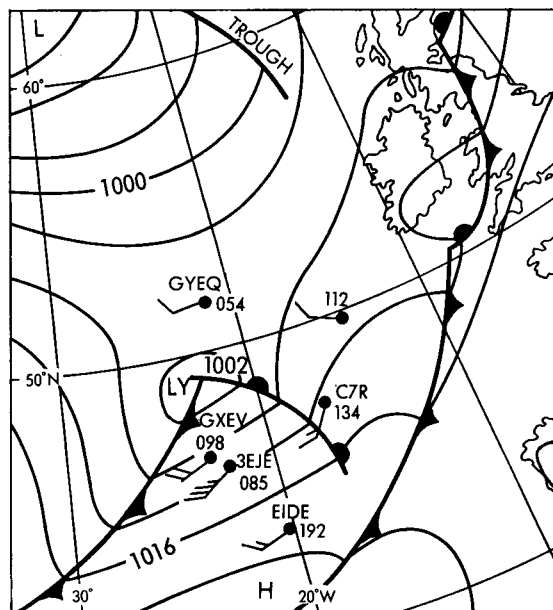 L
TROUGH
60°
1000
GYEQ
054
112
50°N
1002
LY
C7R
134
GXEV
098
3EJE
085
EIDE
192
1016
H
30°
20°W